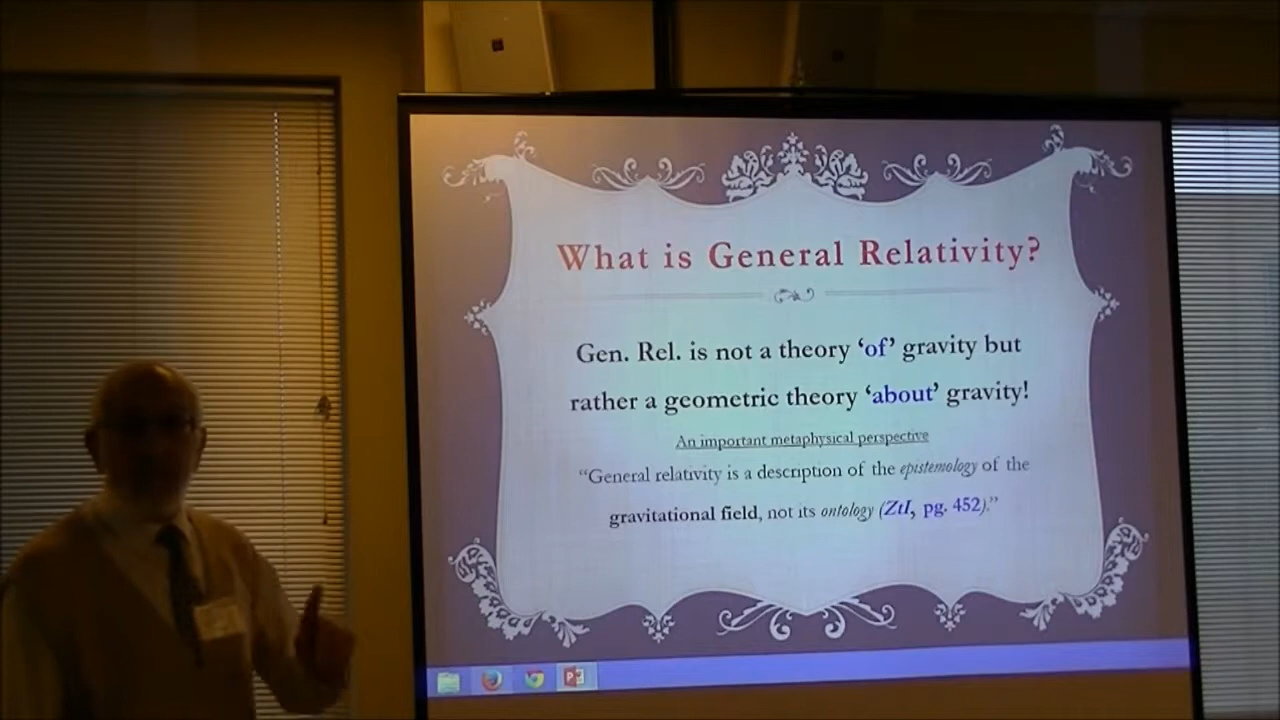 What is General Relativity?
Gen. Rel. is not a theory ‘of’ gravity but
rather a geometric theory ‘about’ gravity!
An important metaphysical perspective
“General relativity is a description of the epistemology of the
gravitational field, not its ontology (ZtI, pg. 452).”